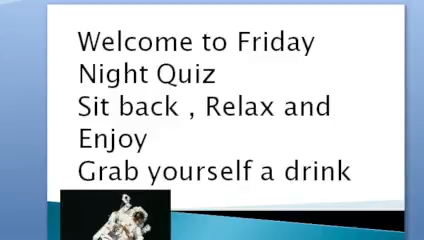 Welcome to Friday
Night Quiz
Sit back , Relax and
Enjoy
Grab yourself a drink